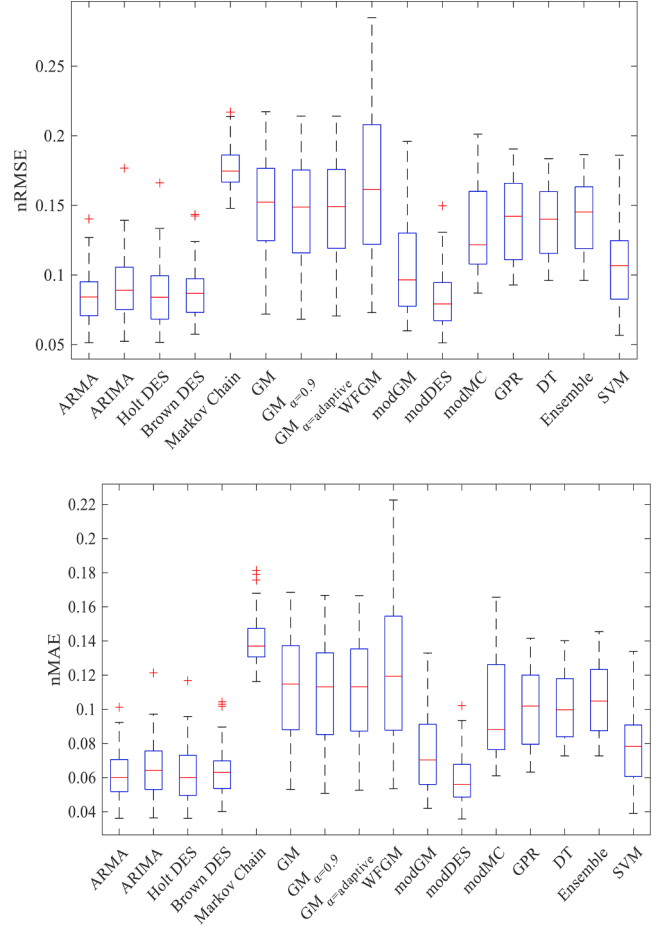 nRMSE
0.25
0.2
0.15
0.1
0.05
ARMA
ARIMA
Holt DES
Brown DES
Markov Chain
GM
GM α=0.9
GM α=adaptive
WFGM
modGM
modDES
modMC
GPR
DT
Ensemble
SVM
nMAE
0.22
0.2
0.18
0.16
0.14
0.12
0.1
0.08
0.06
0.04
ARMA
ARIMA
Holt DES
Brown DES
Markov Chain
GM
GM α=0.9
GM α=adaptive
WFGM
modGM
modDES
modMC
GPR
DT
Ensemble
SVM